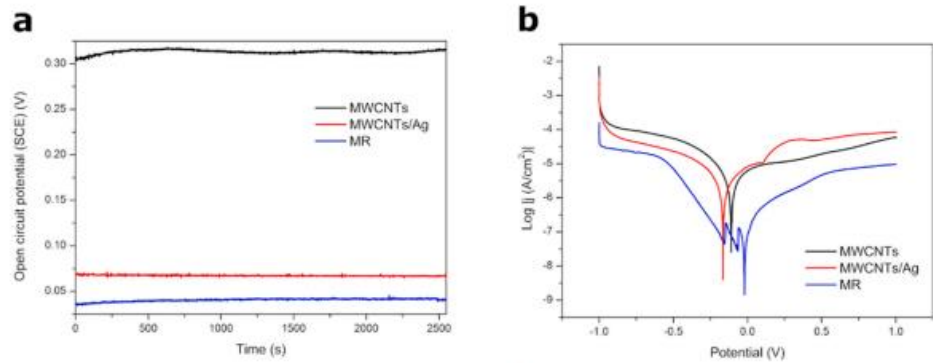 a
Open circuit potential (SCE) (V)
0.30
0.25
0.20
0.15
0.10
0.05
0
500
1000
1500
2000
2500
Time (s)
MWCNTs
MWCNTs/Ag
MR
b
Log |j (A/cm²)|
-2
-3
-4
-5
-6
-7
-8
-9
-1.0
-0.5
0.0
0.5
1.0
Potential (V)
MWCNTs
MWCNTs/Ag
MR